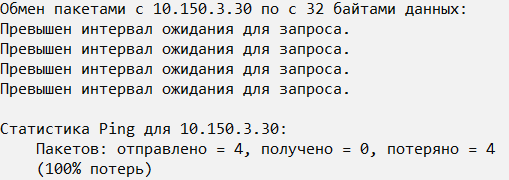 Обмен пакетами с 10.150.3.30 по с 32 байтами данных:
Превышен интервал ожидания для запроса.
Превышен интервал ожидания для запроса.
Превышен интервал ожидания для запроса.
Превышен интервал ожидания для запроса.
Статистика Ping для 10.150.3.30:
Пакетов: отправлено = 4, получено = 0, потеряно = 4
(100% потерь)